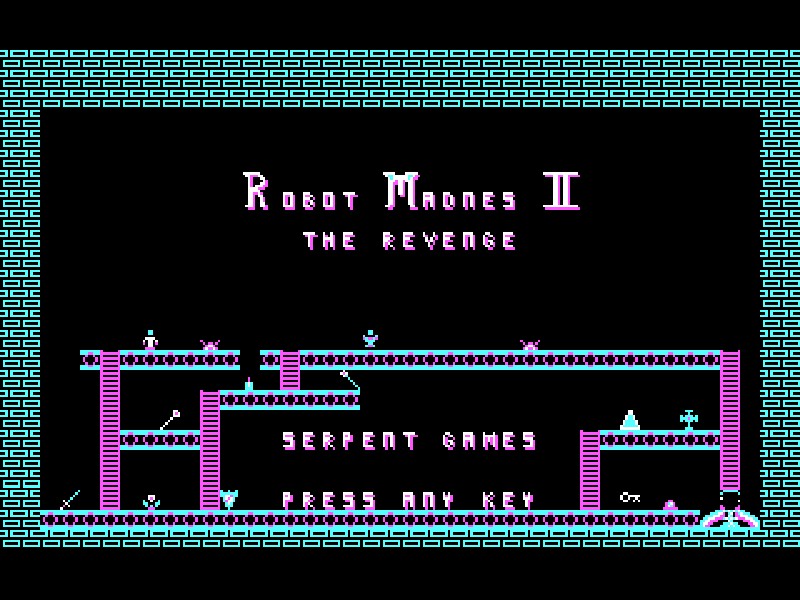 Robot Madnes II
THE REVENGE
SERPENT GAMES
PRESS ANY KEY